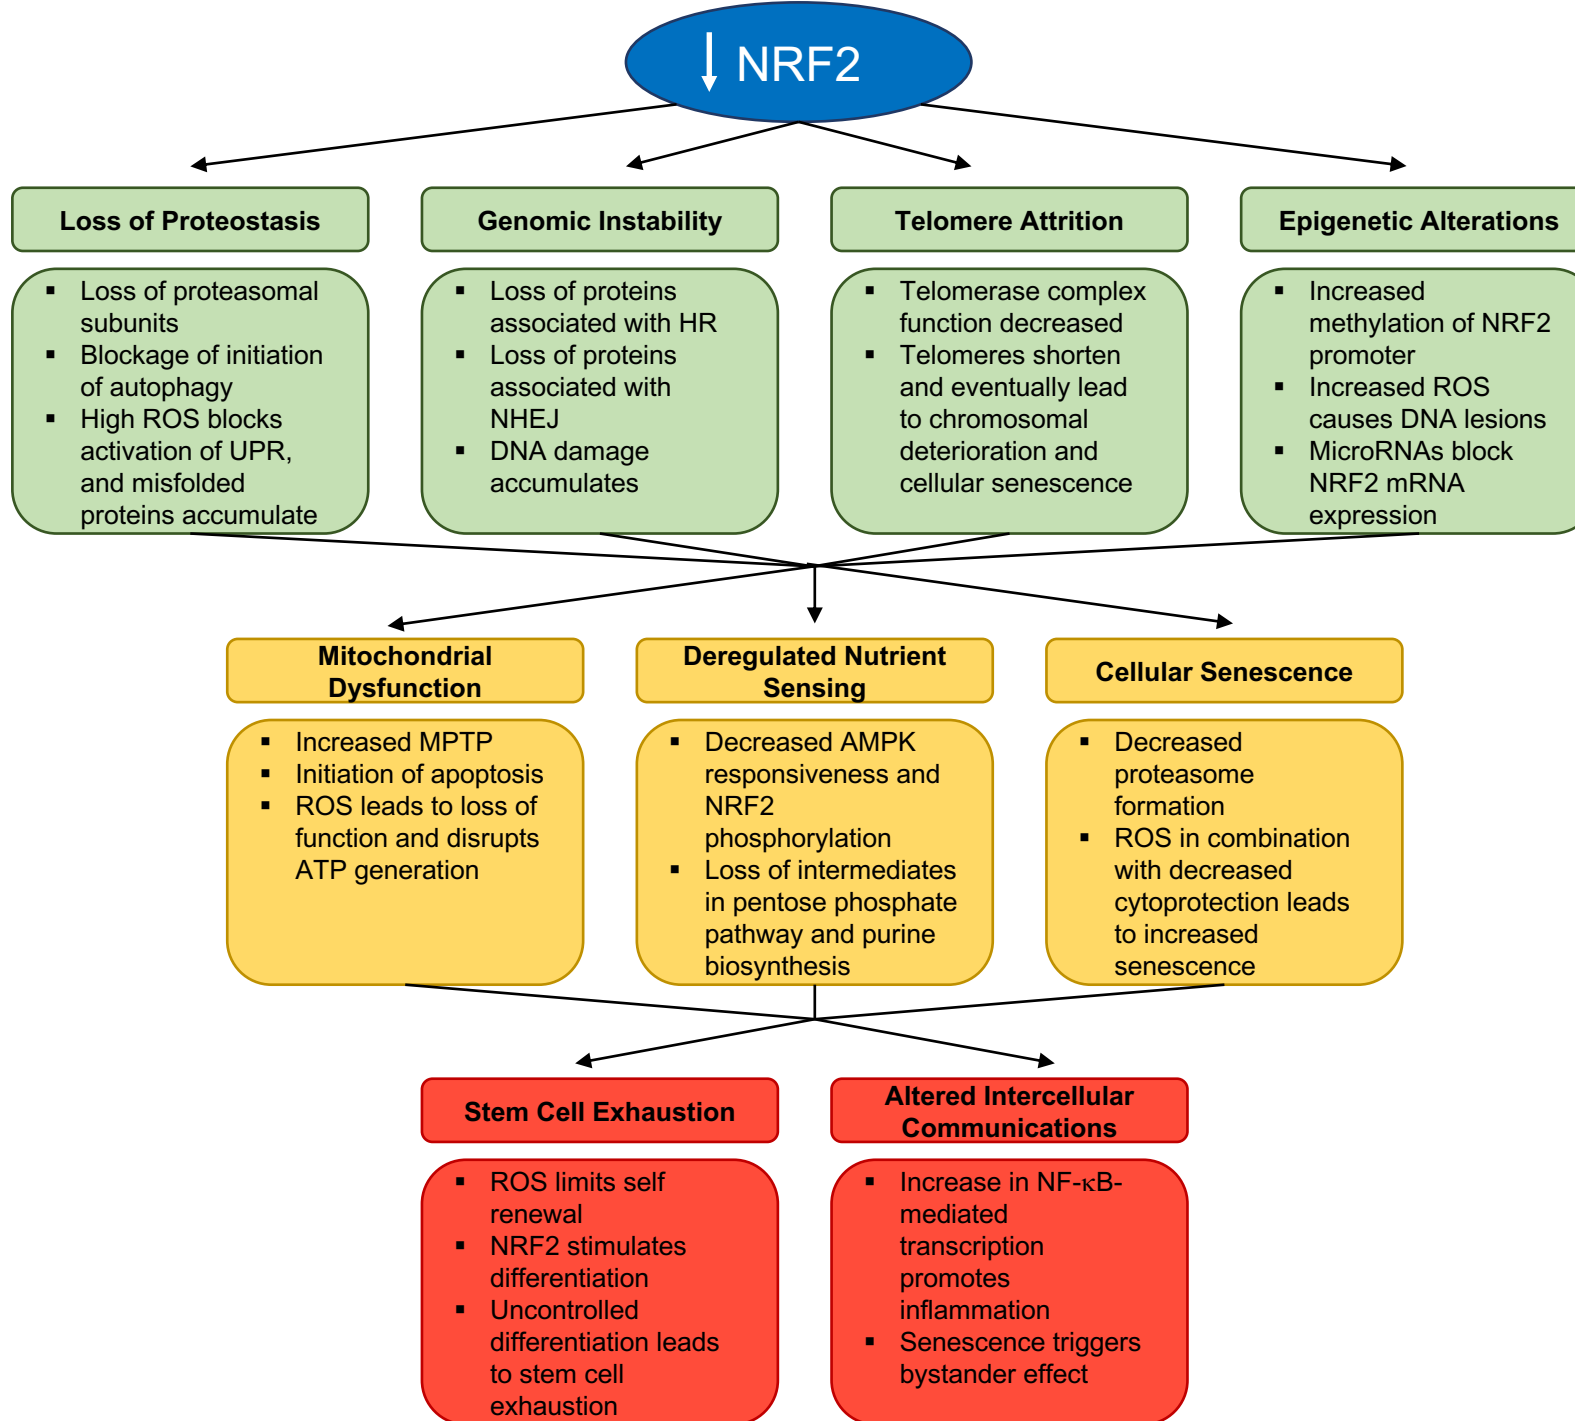 ↓ NRF2
Loss of Proteostasis
▪ Loss of proteasomal
subunits
▪ Blockage of initiation
of autophagy
▪ High ROS blocks
activation of UPR,
and misfolded
proteins accumulate
Genomic Instability
▪ Loss of proteins
associated with HR
▪ Loss of proteins
associated with
NHEJ
▪ DNA damage
accumulates
Telomere Attrition
▪ Telomerase complex
function decreased
▪ Telomeres shorten
and eventually lead
to chromosomal
deterioration and
cellular senescence
Epigenetic Alterations
▪ Increased
methylation of NRF2
promoter
▪ Increased ROS
causes DNA lesions
▪ MicroRNAs block
NRF2 mRNA
expression
Mitochondrial
Dysfunction
▪ Increased MPTP
▪ Initiation of apoptosis
▪ ROS leads to loss of
function and disrupts
ATP generation
Deregulated Nutrient
Sensing
▪ Decreased AMPK
responsiveness and
NRF2
phosphorylation
▪ Loss of intermediates
in pentose phosphate
pathway and purine
biosynthesis
Cellular Senescence
▪ Decreased
proteasome
formation
▪ ROS in combination
with decreased
cytoprotection leads
to increased
senescence
Stem Cell Exhaustion
▪ ROS limits self
renewal
▪ NRF2 stimulates
differentiation
▪ Uncontrolled
differentiation leads
to stem cell
exhaustion
Altered Intercellular
Communications
▪ Increase in NF-κB-
mediated
transcription
promotes
inflammation
▪ Senescence triggers
bystander effect